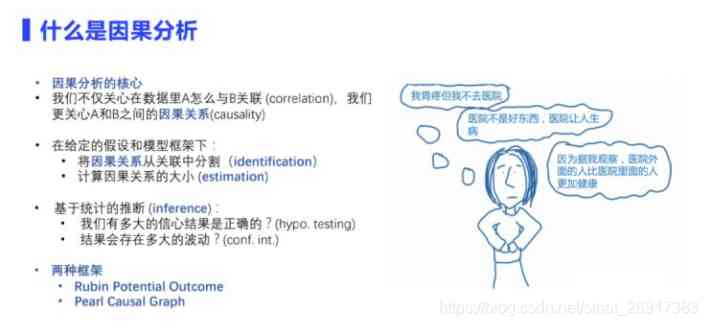 什么是因果分析
• 因果分析的核心
• 我们不仅关心在数据里A怎么与B关联 (correlation), 我们
更关心A和B之间的因果关系(causality)
• 在给定的假设和模型框架下:
• 将因果关系从关联中分割 (identification)
• 计算因果关系的大小 (estimation)
• 基于统计的推断 (inference):
• 我们有多大的信心结果是正确的? (hypo. testing)
• 结果会存在多大的波动? (conf. int.)
• 两种框架
• Rubin Potential Outcome
• Pearl Causal Graph
我胃疼但我不去医院
医院不是好东西,医院让人生
病
因为据我观察,医院外
面的人比医院里面的人
更加健康